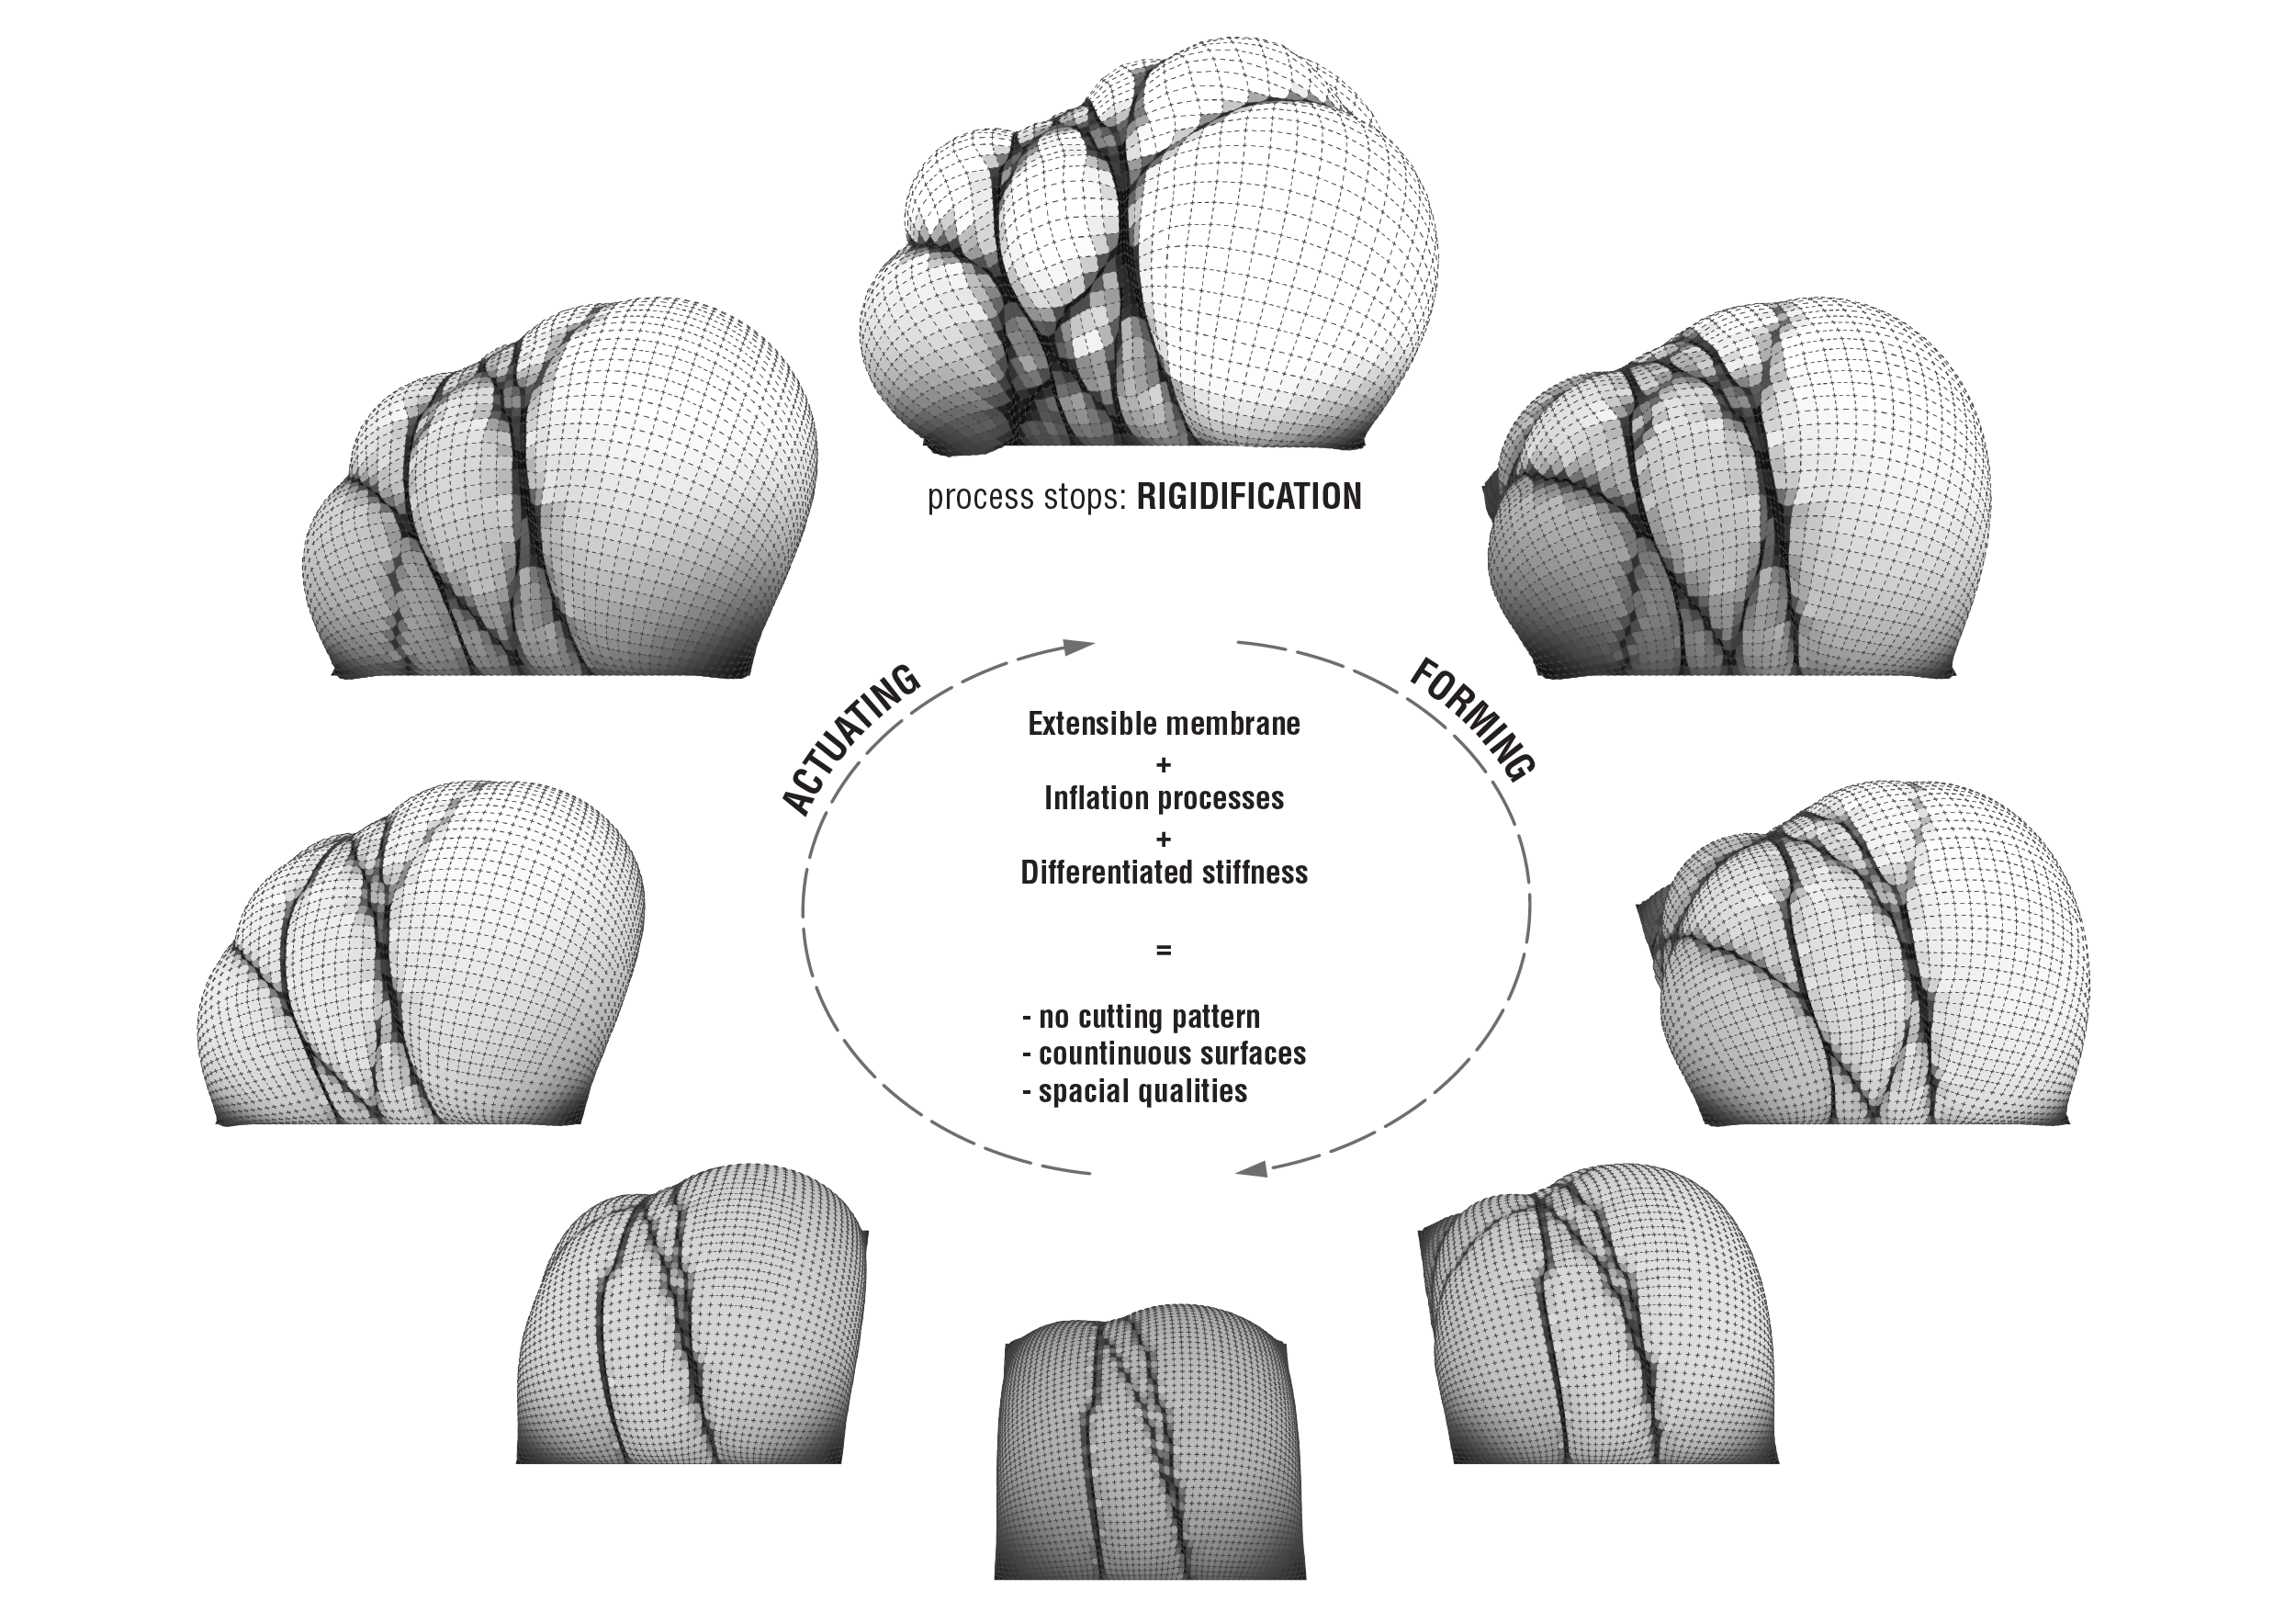 process stops: RIGIDIFICATION
ACTUATING
FORMING
Extensible membrane
+
Inflation processes
+
Differentiated stiffness
=
- no cutting pattern
- countinuous surfaces
- spacial qualities